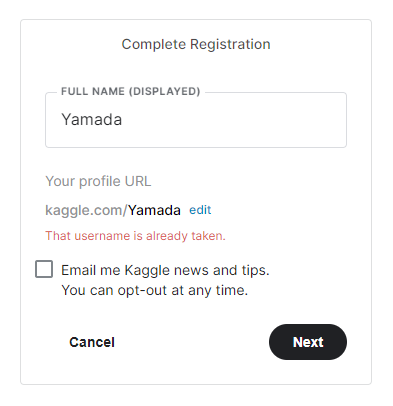 Complete Registration
FULL NAME (DISPLAYED)
Yamada
Your profile URL
kaggle.com/Yamada edit
That username is already taken.
Email me Kaggle news and tips.
You can opt-out at any time.
Cancel Next